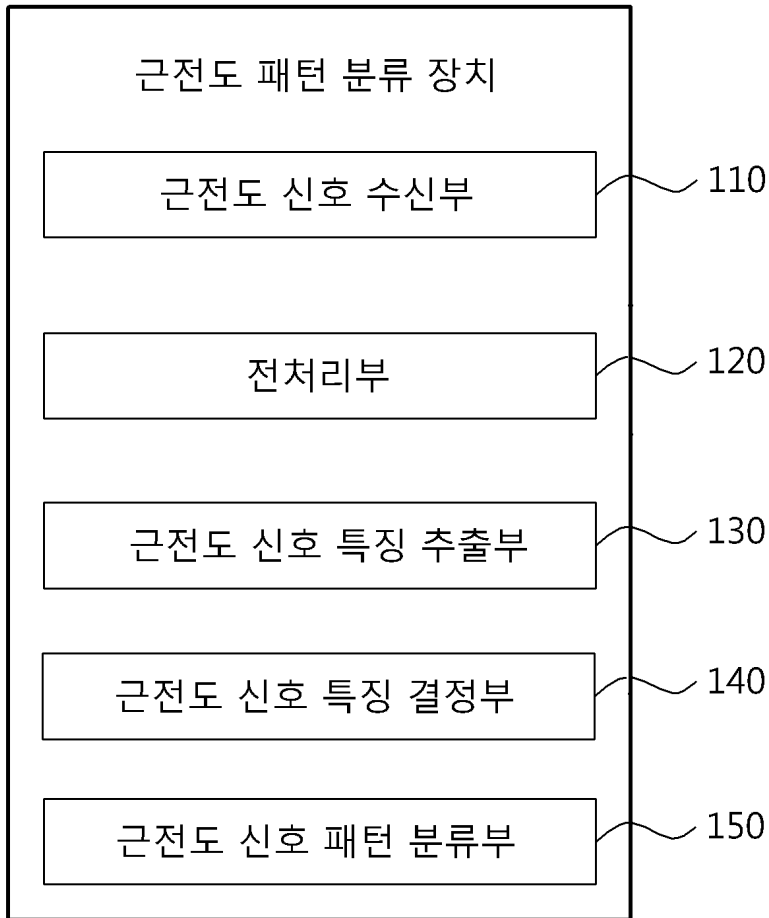 근전도 패턴 분류 장치
근전도 신호 수신부
110
전처리부
120
근전도 신호 특징 추출부
130
근전도 신호 특징 결정부
140
근전도 신호 패턴 분류부
150